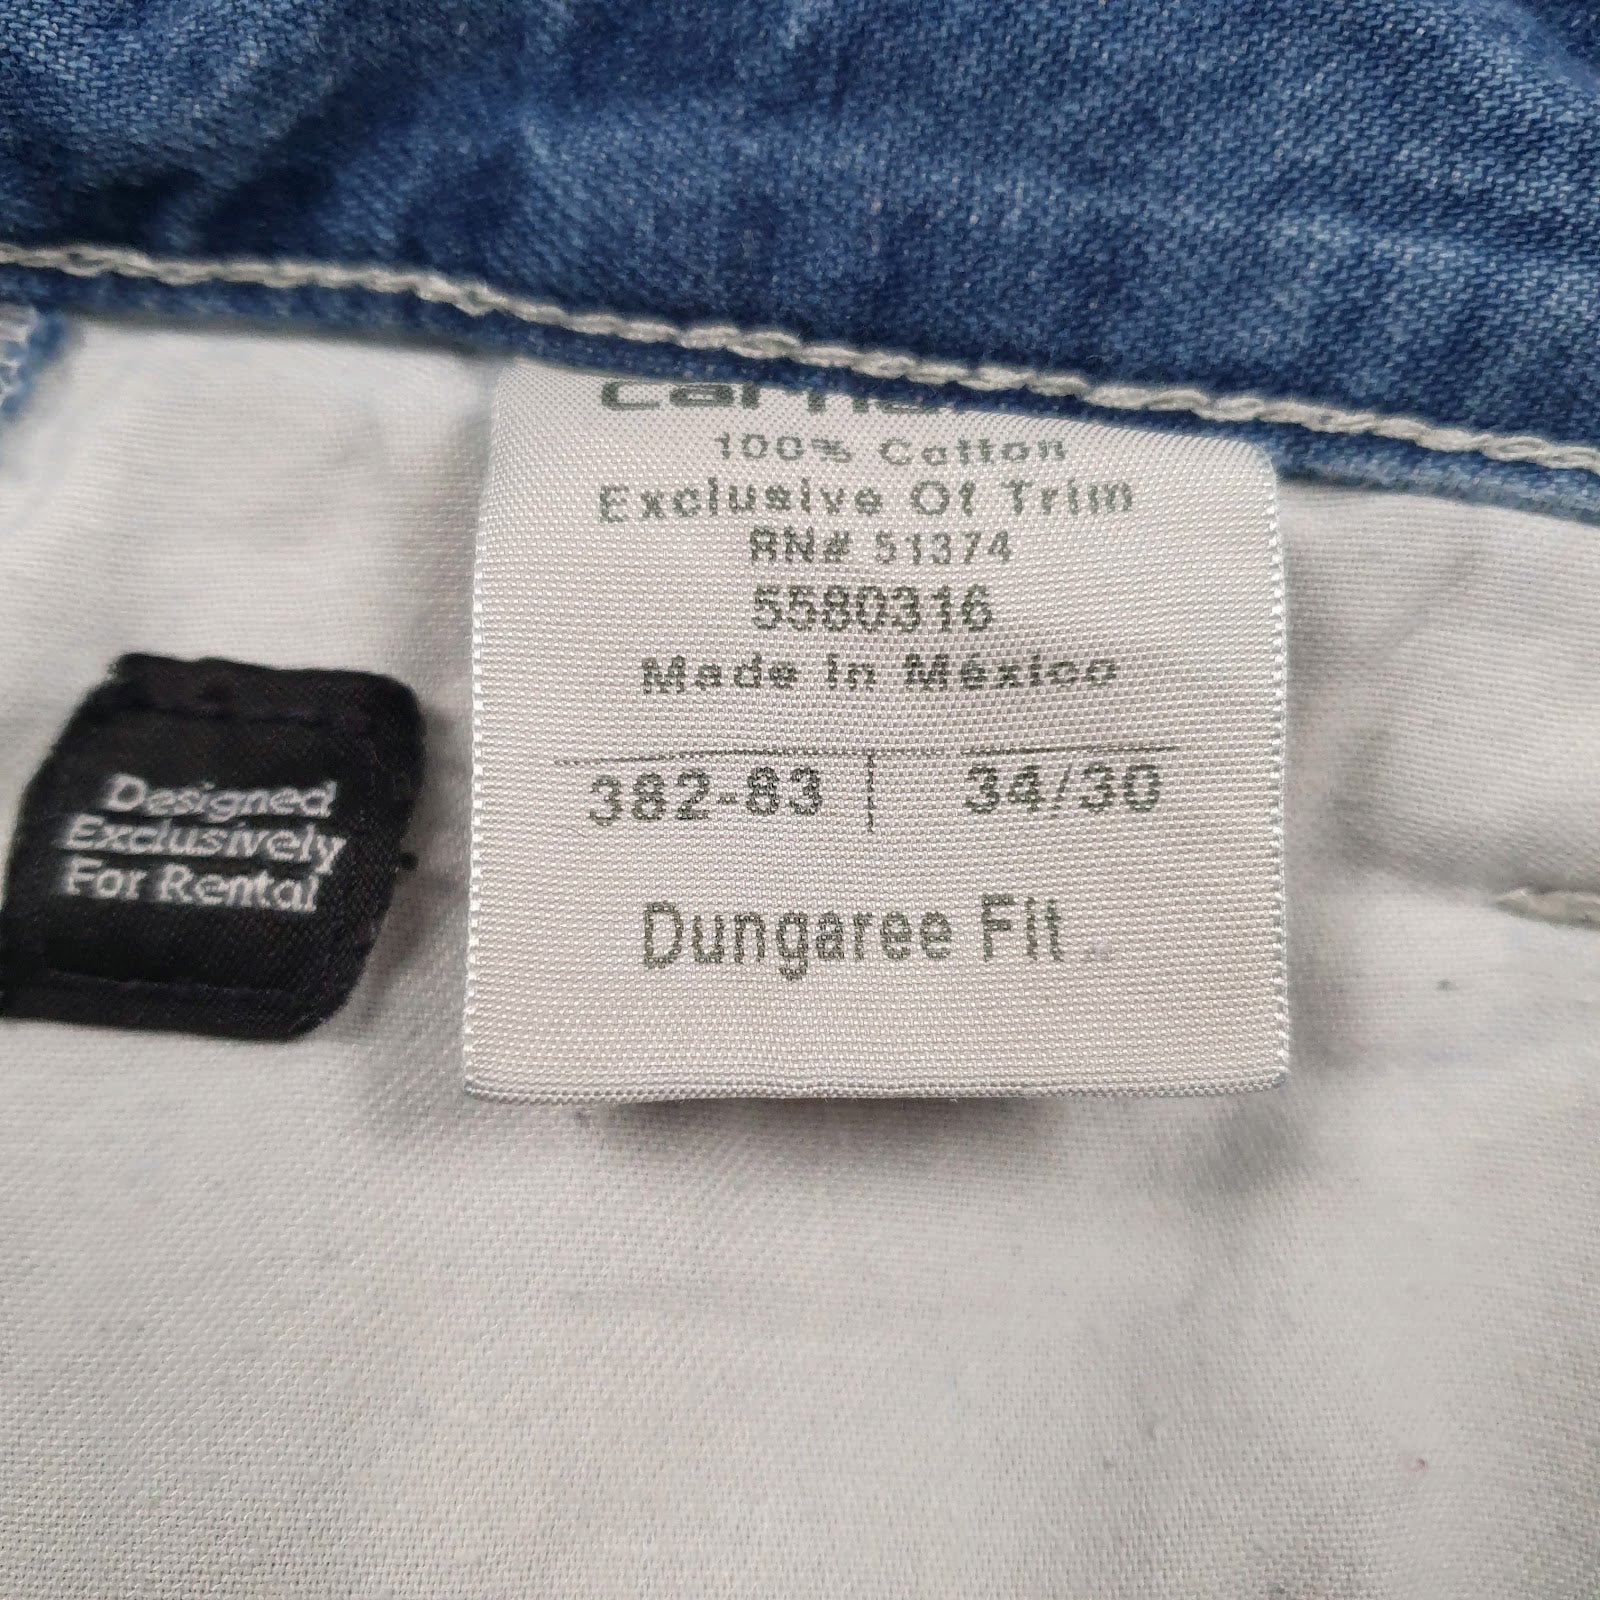 Carhartt
100% Cotton
Exclusive Of Trim
RN# 51374
5580316
Made in México
382-83 34/30
Dungaree Fit
Designed
Exclusively
For Rental